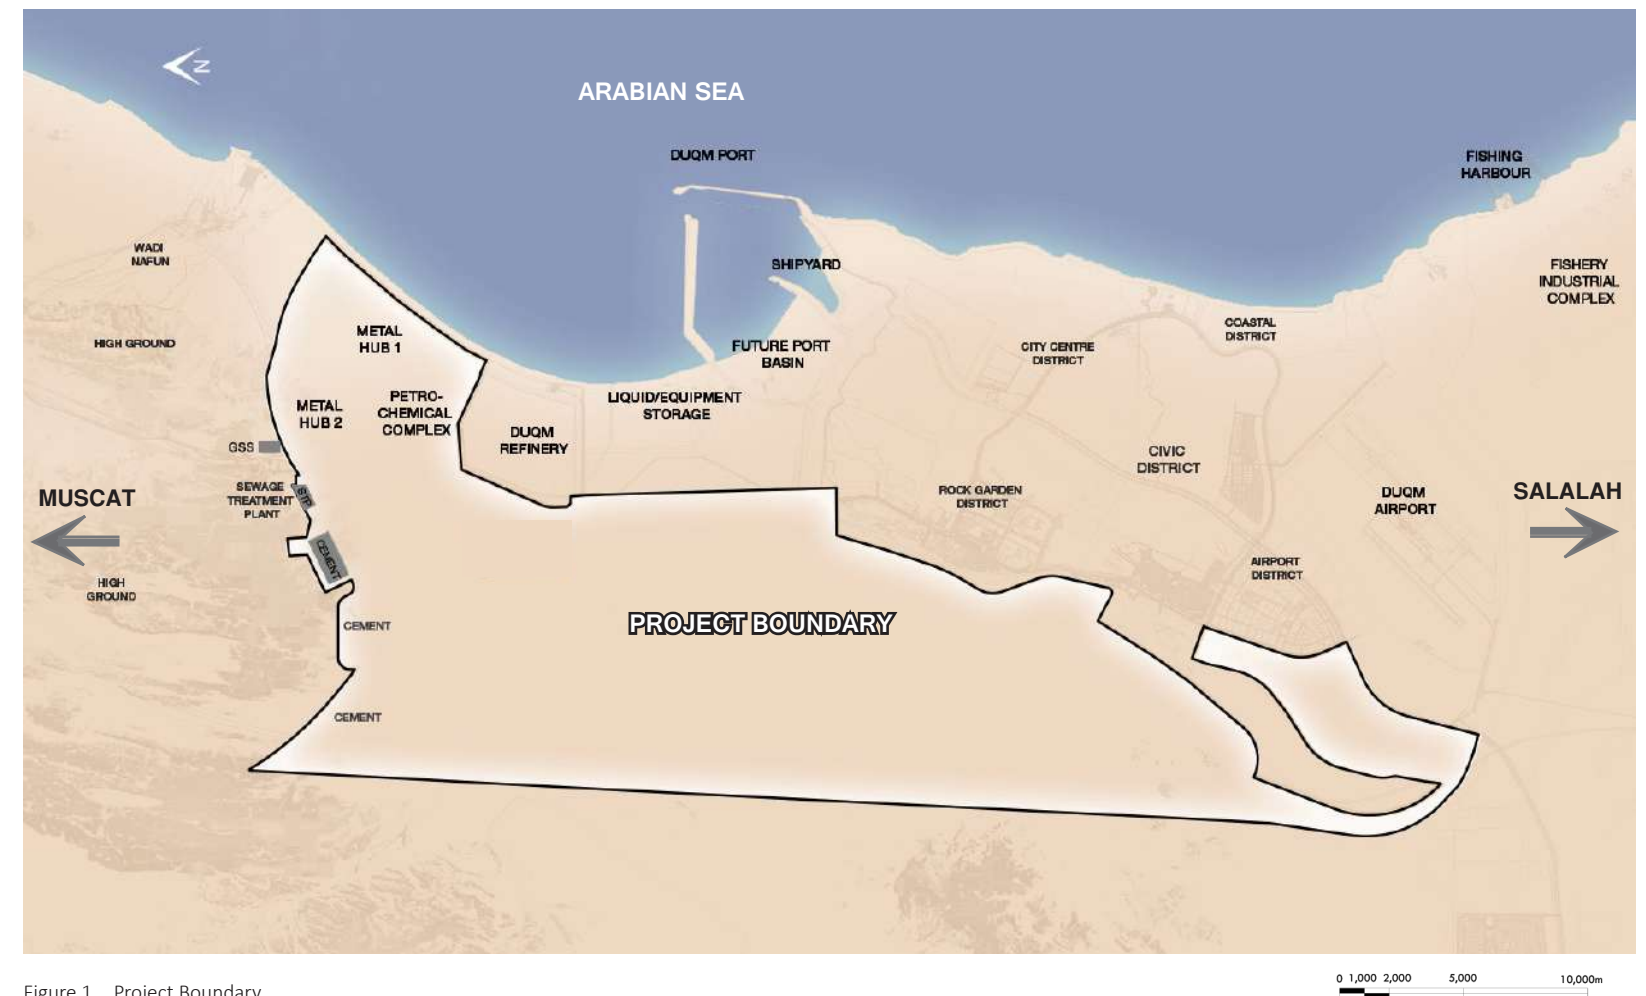 N
ARABIAN SEA
DUQM PORT
FISHING
HARBOUR
WADI
NAFUN
SHIPYARD
FISHERY
INDUSTRIAL
COMPLEX
HIGH GROUND
METAL
HUB 1
FUTURE PORT
BASIN
CITY CENTRE
DISTRICT
COASTAL
DISTRICT
METAL
HUB 2
PETRO-
CHEMICAL
COMPLEX
LIQUID/EQUIPMENT
STORAGE
GSS
DUQM
REFINERY
CIVIC
DISTRICT
MUSCAT
SEWAGE
TREATMENT
PLANT
STP
ROCK GARDEN
DISTRICT
DUQM
AIRPORT
SALALAH
CEMENT
HIGH
GROUND
AIRPORT
DISTRICT
CEMENT
PROJECT BOUNDARY
CEMENT
Figure 1 Project Boundary
0 1,000 2,000 5,000 10,000m